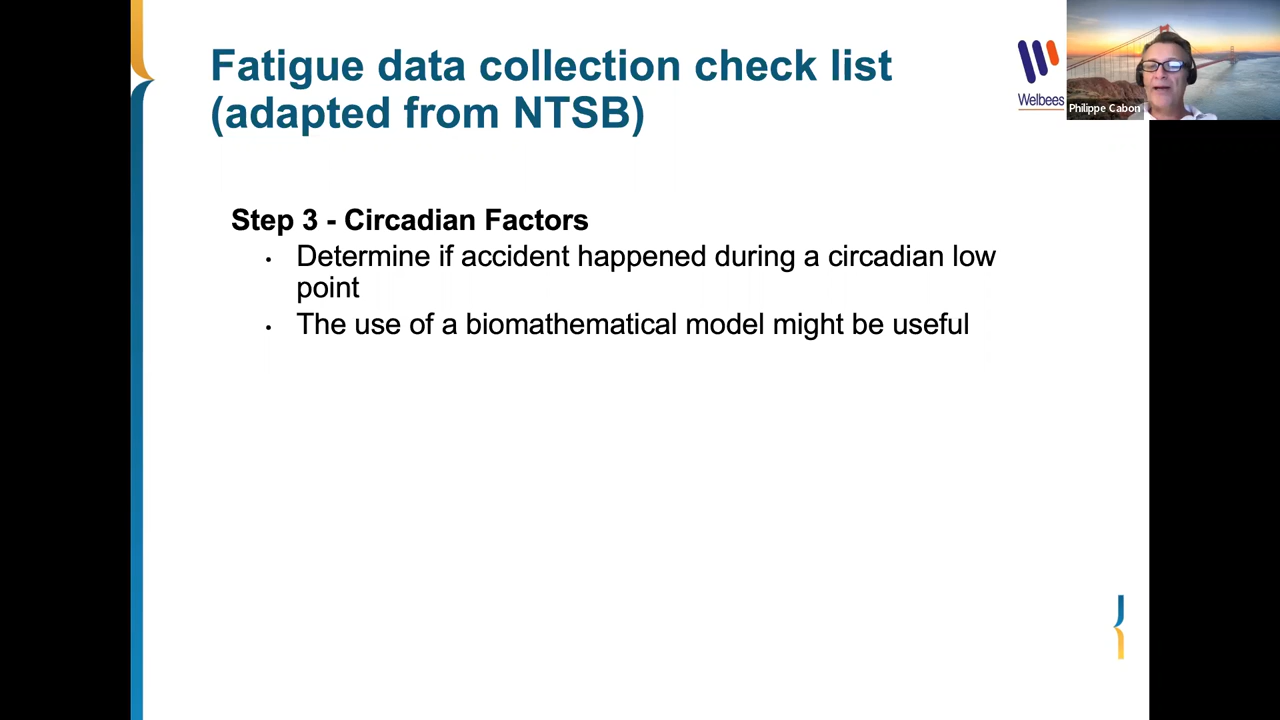 Fatigue data collection check list
(adapted from NTSB)
Welbees
Philippe Cabon
Step 3 - Circadian Factors
• Determine if accident happened during a circadian low
point
• The use of a biomathematical model might be useful